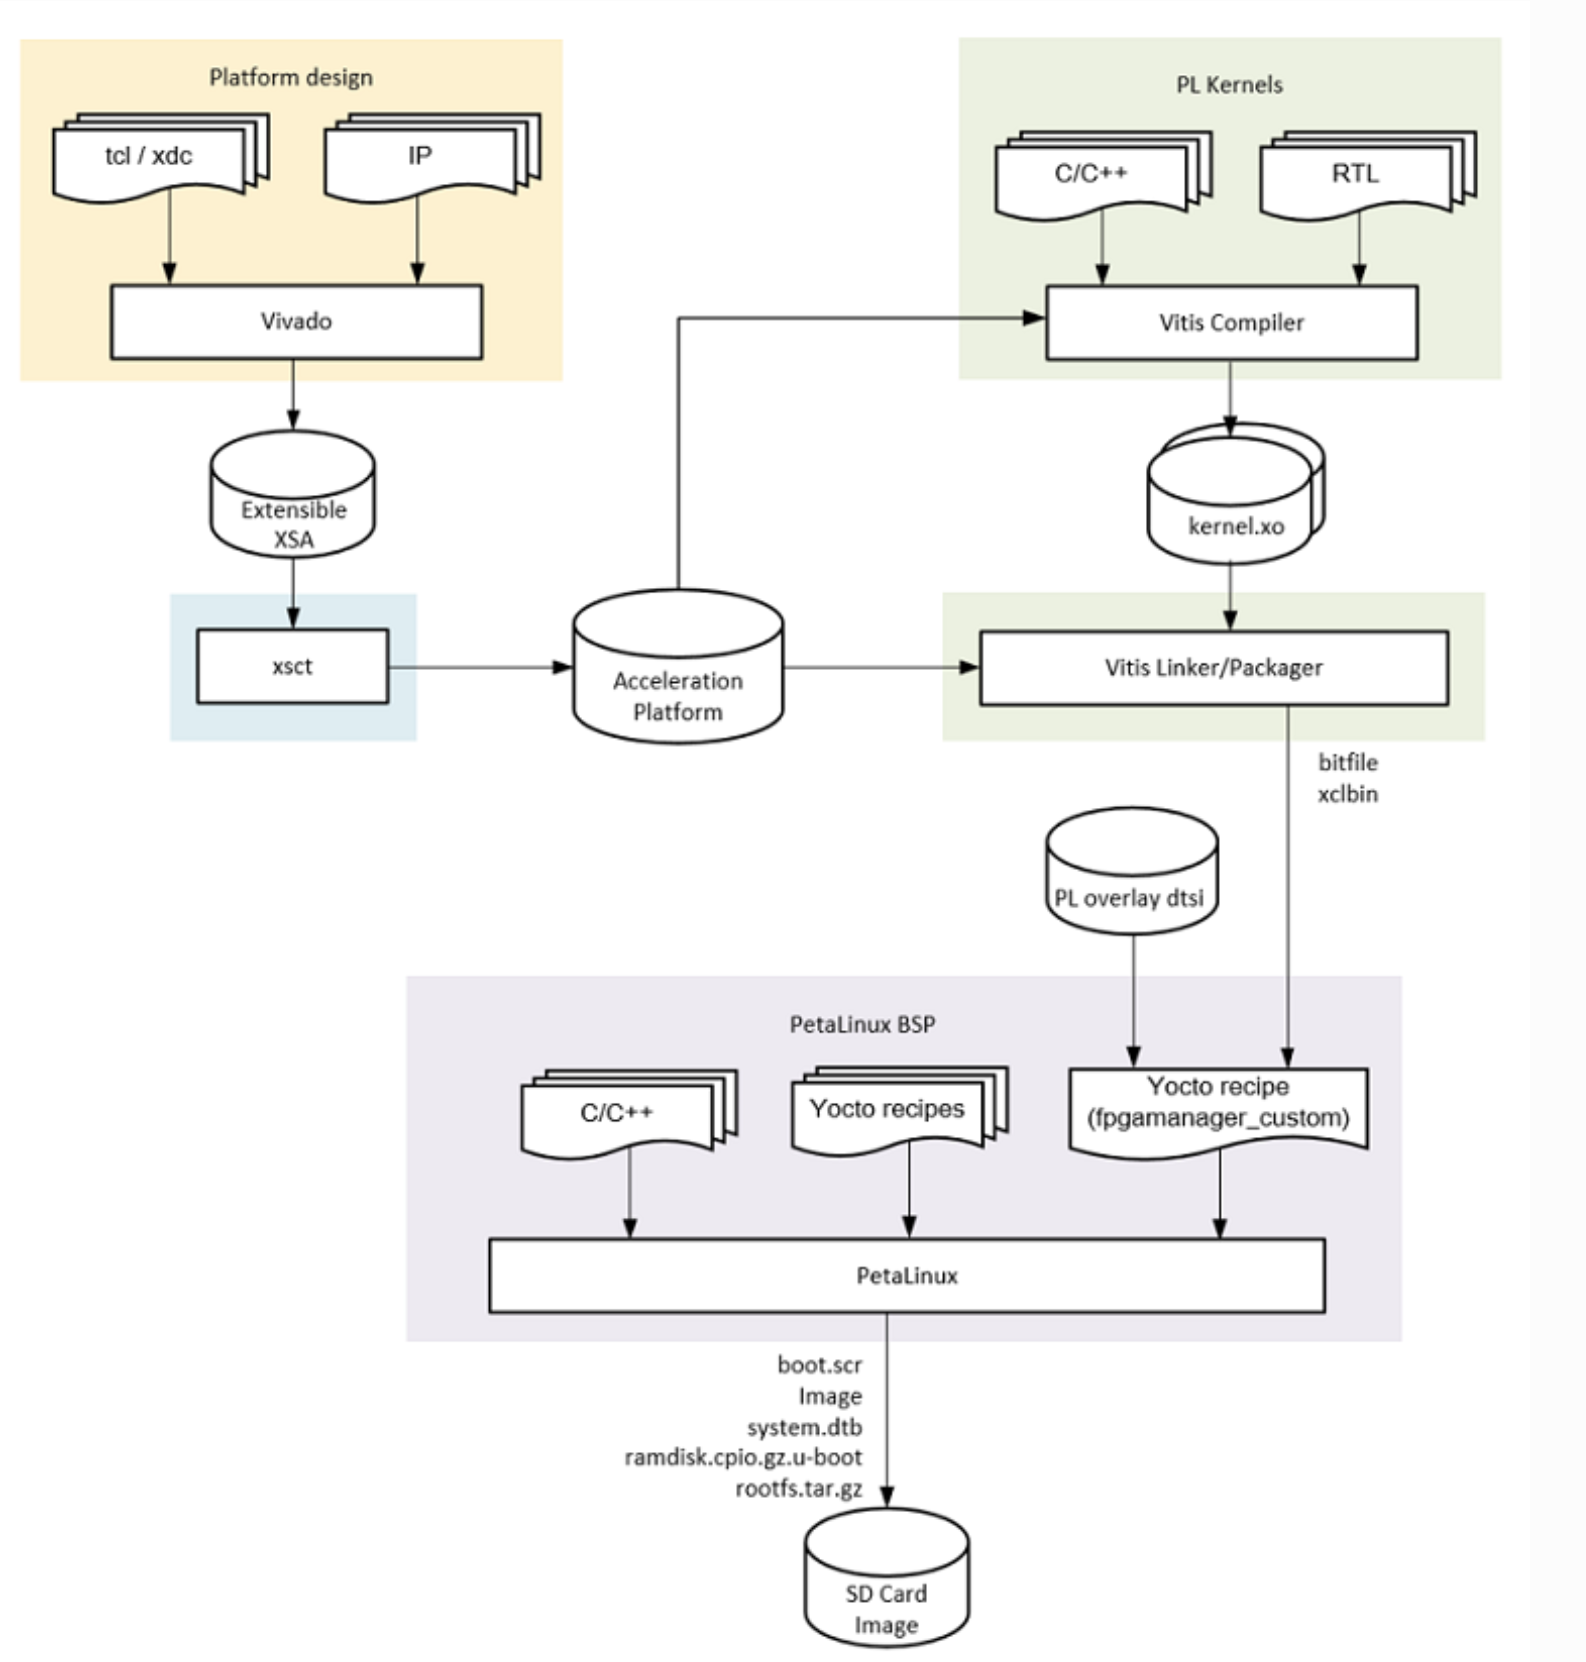 Platform design
tcl / xdc
IP
Vivado
Extensible
XSA
xsct
Acceleration
Platform
PL Kernels
C/C++
RTL
Vitis Compiler
kernel.xo
Vitis Linker/Packager
bitfile
xclbin
PL overlay dtsi
PetaLinux BSP
C/C++
Yocto recipes
Yocto recipe
(fpgamanager_custom)
PetaLinux
boot.scr
Image
system.dtb
ramdisk.cpio.gz.u-boot
rootfs.tar.gz
SD Card
Image